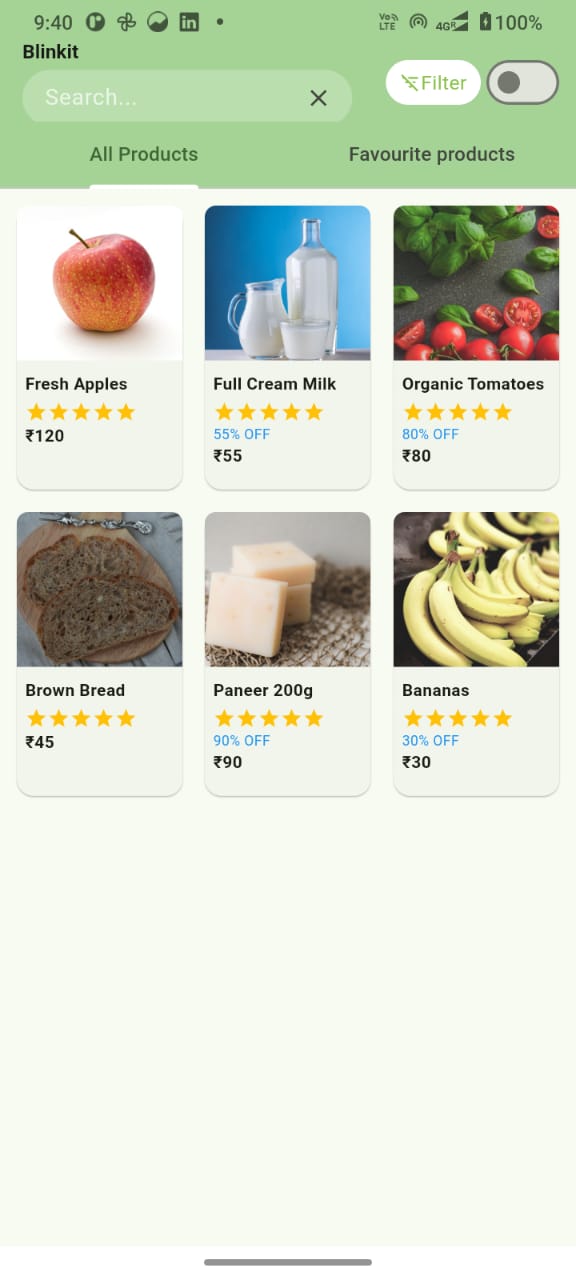 9:40 Vo)) LTE 4GR 100%
Blinkit
Search...
Filter
All Products Favourite products
Fresh Apples
₹120
Full Cream Milk
55% OFF
₹55
Organic Tomatoes
80% OFF
₹80
Brown Bread
₹45
Paneer 200g
90% OFF
₹90
Bananas
30% OFF
₹30